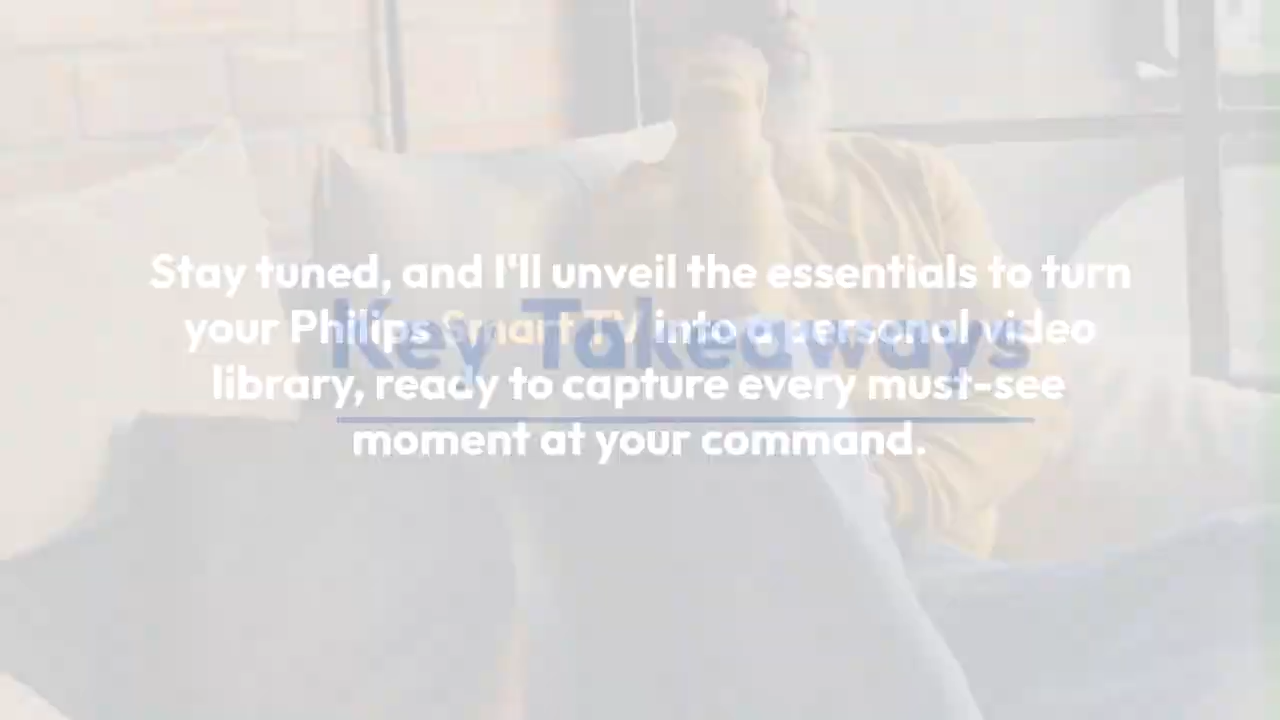 Stay tuned, and I'll unveil the essentials to turn
your Philips Smart TV into a personal video
library, ready to capture every must-see
moment at your command.
Key Takeaways